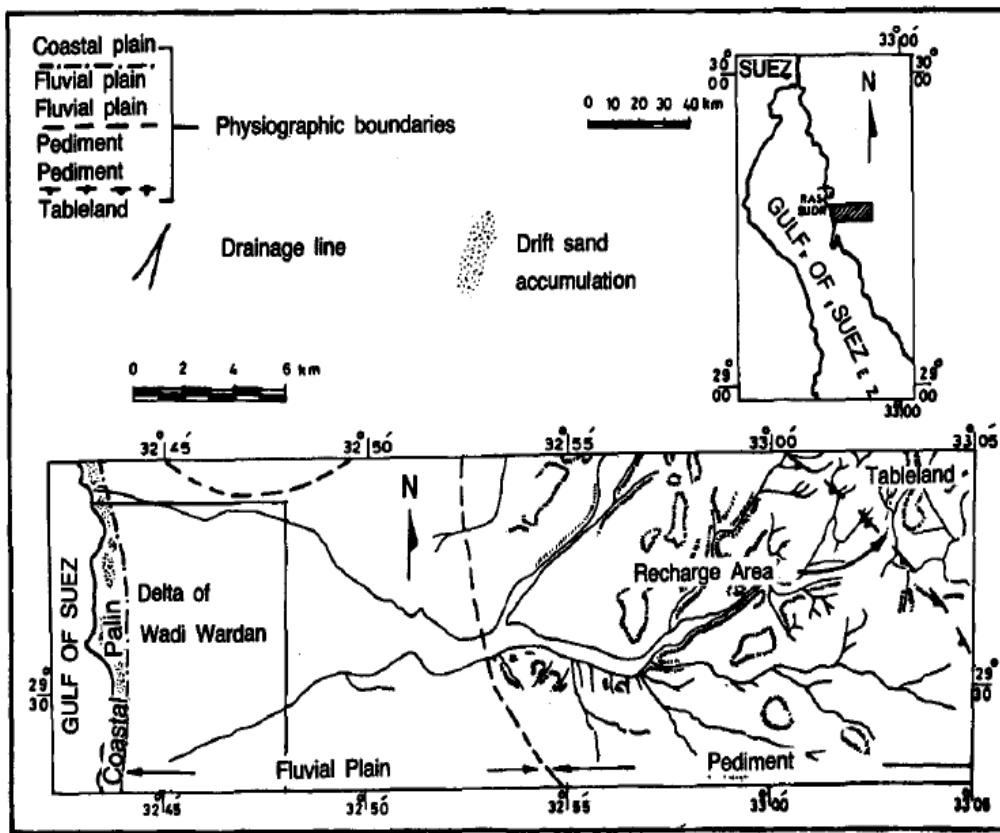 Coastal plain
Fluvial plain
Fluvial plain
Pediment
Pediment
Tableland
Physiographic boundaries
Drainage line
Drift sand
accumulation
0 2 4 6 km
0 10 20 30 40 km
33°00
30°00
SUEZ
30°00
N
RAS
SUDR
GULF OF SUEZ
29°00
29°00
33°00
32°45′
32°50′
32°55′
33°00′
33°05
Tableland
N
Recharge Area
Delta of
Wadi Wardan
GULF OF SUEZ
Coastal Palin
29°30
29°30
Fluvial Plain
Pediment
32°45′
32°50
32°55′
33°00
33°05